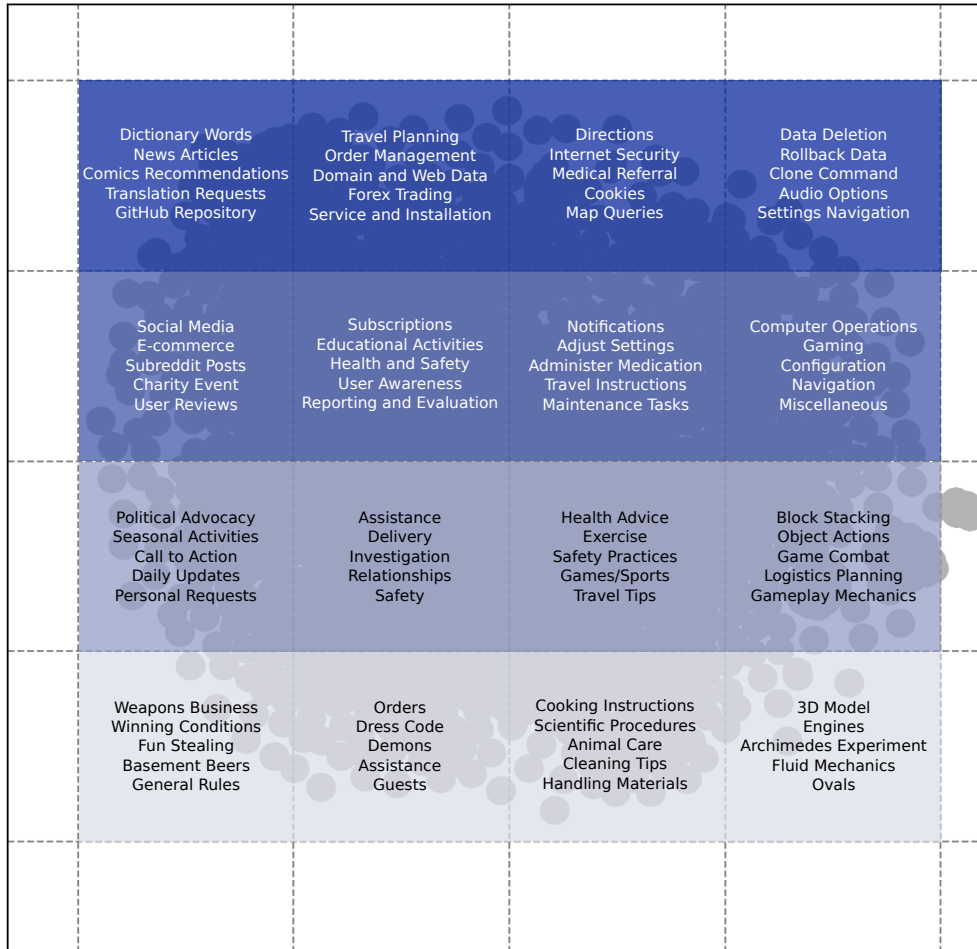 Dictionary Words
News Articles
Comics Recommendations
Translation Requests
GitHub Repository
Travel Planning
Order Management
Domain and Web Data
Forex Trading
Service and Installation
Directions
Internet Security
Medical Referral
Cookies
Map Queries
Data Deletion
Rollback Data
Clone Command
Audio Options
Settings Navigation
Social Media
E-commerce
Subreddit Posts
Charity Event
User Reviews
Subscriptions
Educational Activities
Health and Safety
User Awareness
Reporting and Evaluation
Notifications
Adjust Settings
Administer Medication
Travel Instructions
Maintenance Tasks
Computer Operations
Gaming
Configuration
Navigation
Miscellaneous
Political Advocacy
Seasonal Activities
Call to Action
Daily Updates
Personal Requests
Assistance
Delivery
Investigation
Relationships
Safety
Health Advice
Exercise
Safety Practices
Games/Sports
Travel Tips
Block Stacking
Object Actions
Game Combat
Logistics Planning
Gameplay Mechanics
Weapons Business
Winning Conditions
Fun Stealing
Basement Beers
General Rules
Orders
Dress Code
Demons
Assistance
Guests
Cooking Instructions
Scientific Procedures
Animal Care
Cleaning Tips
Handling Materials
3D Model
Engines
Archimedes Experiment
Fluid Mechanics
Ovals